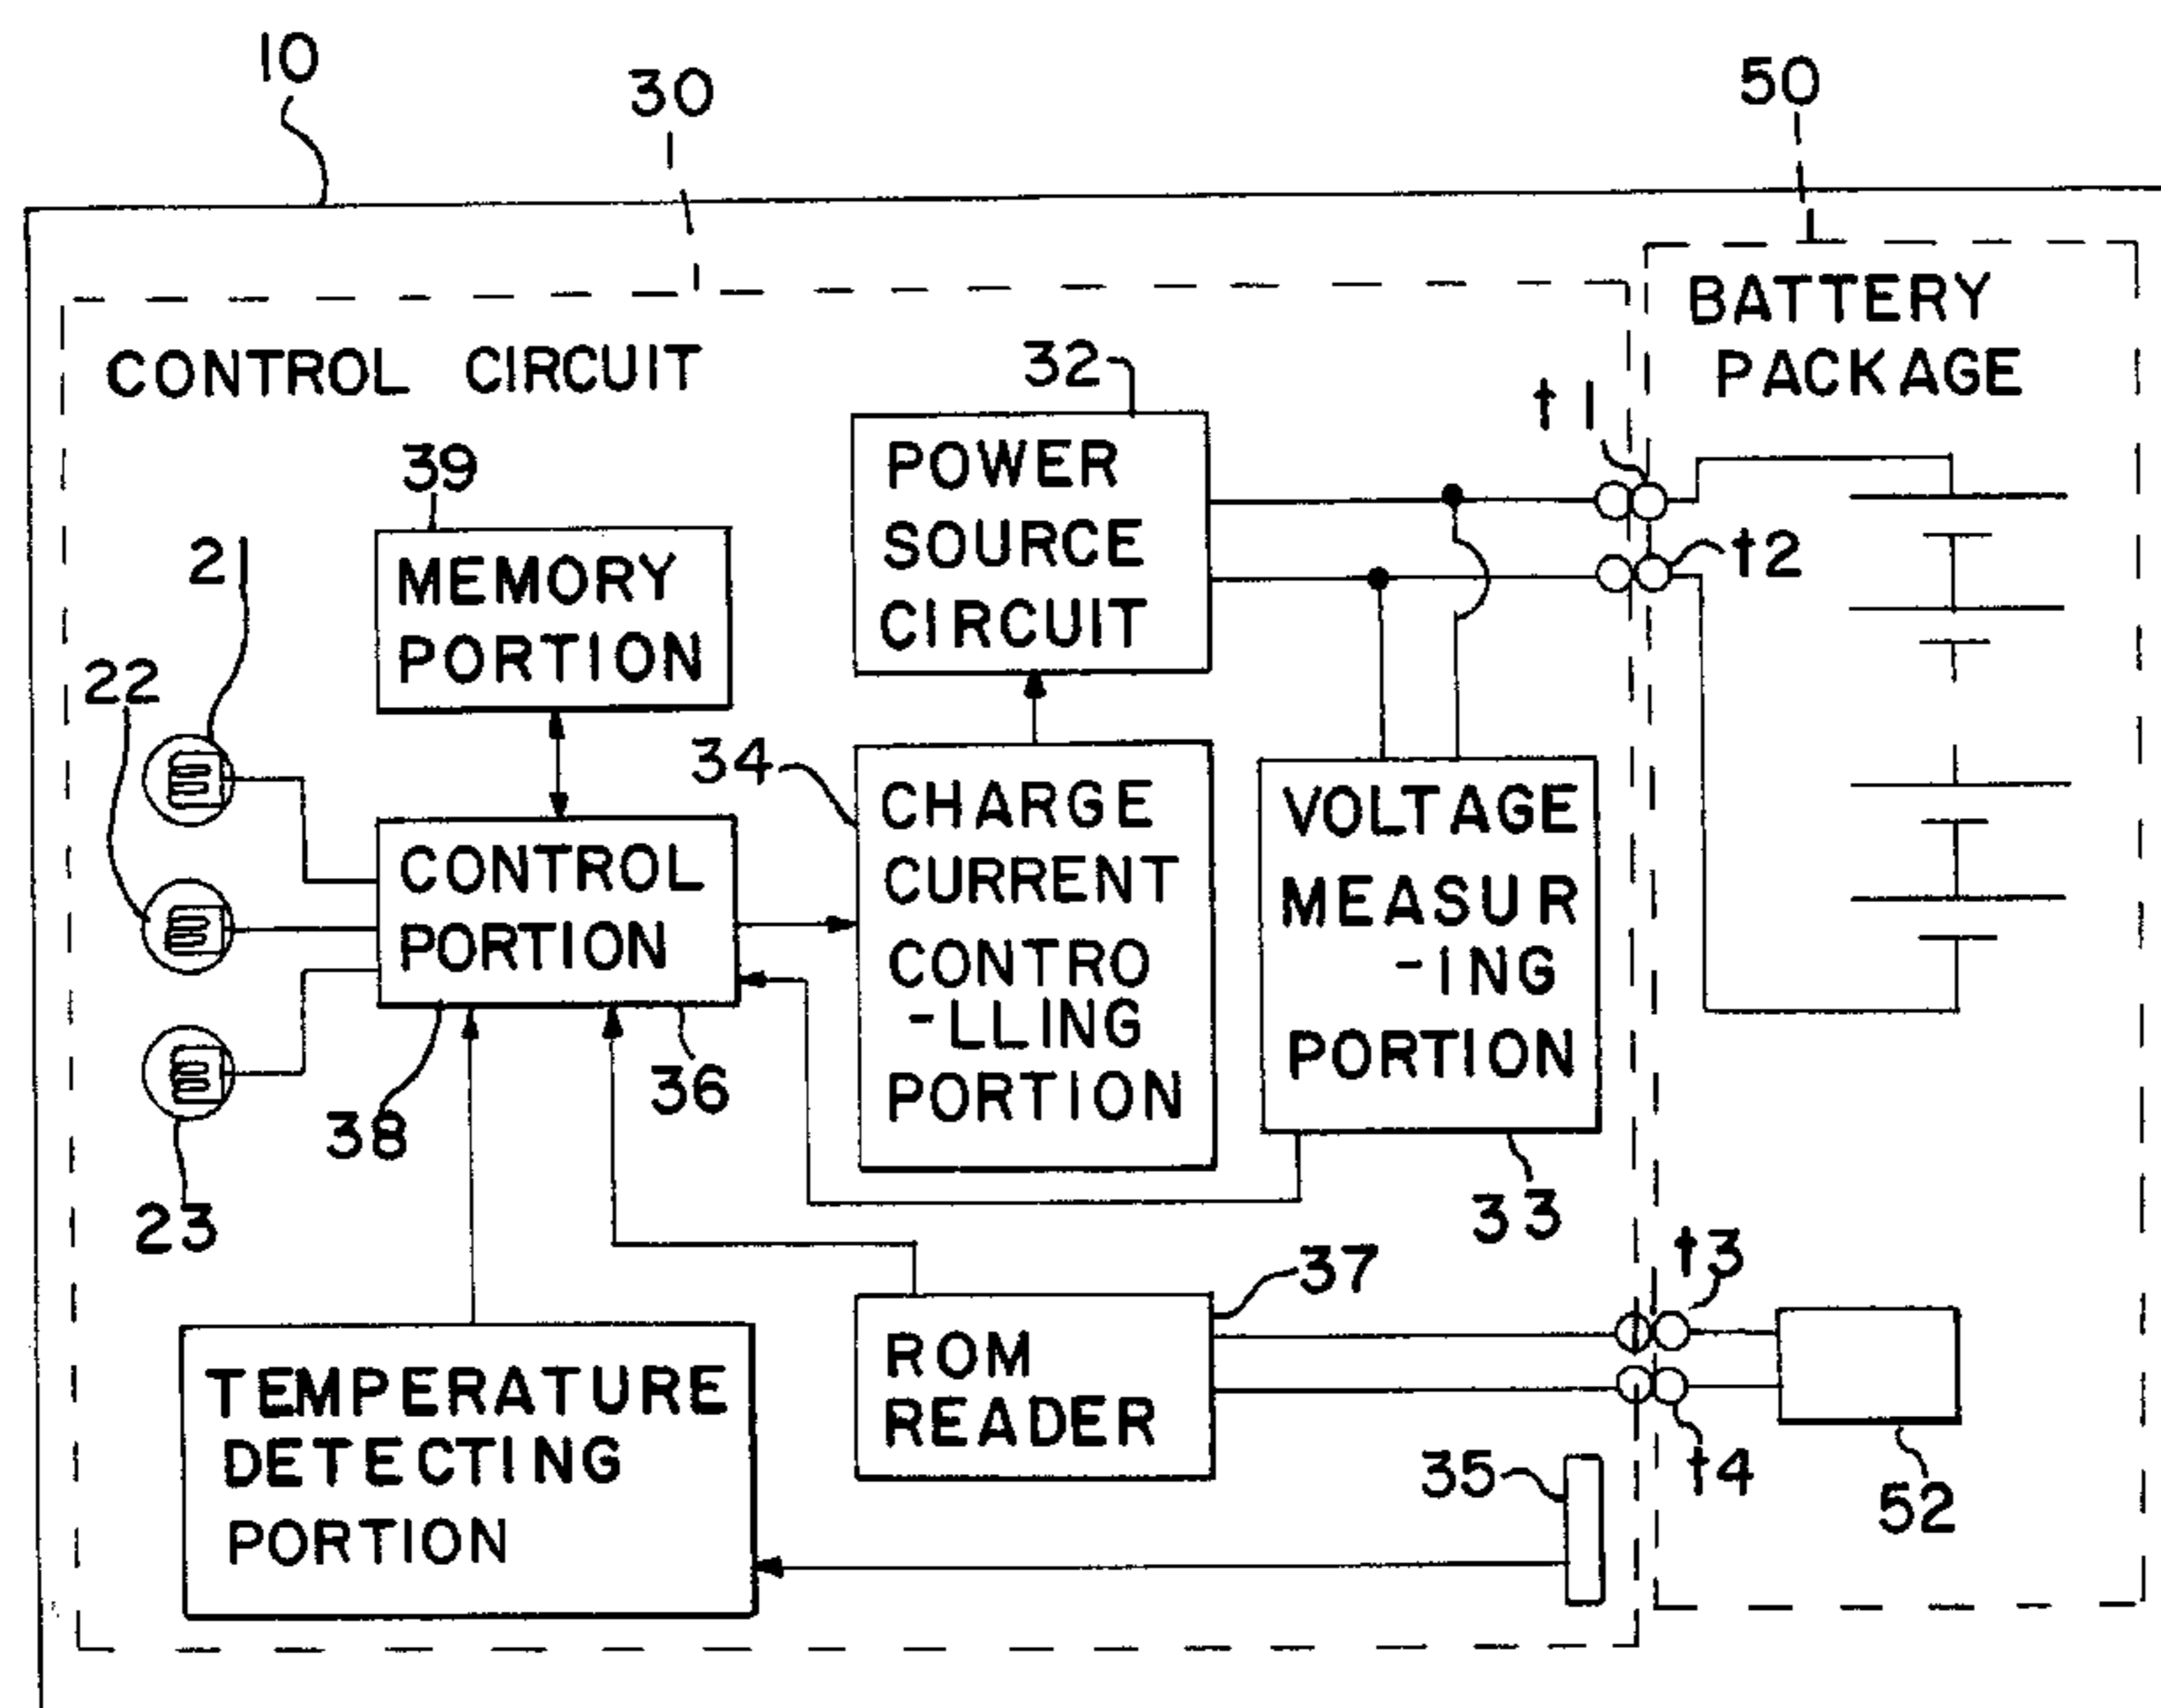 10
30
50
BATTERY
PACKAGE
CONTROL CIRCUIT
32
t1
POWER
SOURCE
CIRCUIT
t2
39
MEMORY
PORTION
21
22
34
CHARGE
CURRENT
CONTRO
-LLING
PORTION
VOLTAGE
MEASUR
-ING
PORTION
CONTROL
PORTION
38
36
23
33
t3
37
ROM
READER
TEMPERATURE
DETECTING
PORTION
35
t4
52